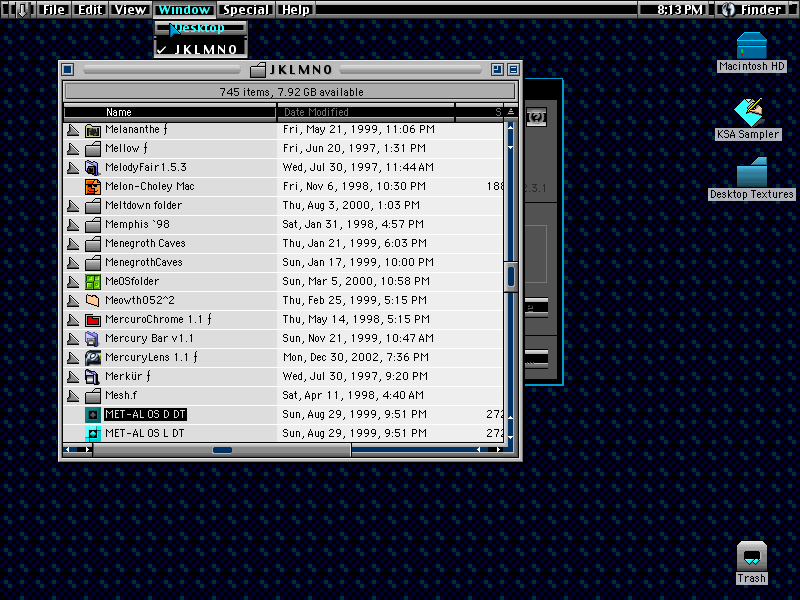 File Edit View Window Special Help 8:13 PM Finder
Desktop
✓ JKLMNO
JKLMNO
745 items, 7.92 GB available
Name Date Modified S
Melananthe ƒ Fri, May 21, 1999, 11:06 PM
Mellow ƒ Fri, Jun 20, 1997, 1:31 PM
MelodyFair 1.5.3 Wed, Jul 30, 1997, 11:44 AM
Melon-Choley Mac Fri, Nov 6, 1998, 10:30 PM 188
Meltdown folder Thu, Aug 3, 2000, 1:03 PM
Memphis `98 Sat, Jan 31, 1998, 4:57 PM
Menegroth Caves Thu, Jan 21, 1999, 6:03 PM
MenegrothCaves Sun, Jan 17, 1999, 10:00 PM
MeOSfolder Sun, Mar 5, 2000, 10:58 PM
Meowth052^2 Thu, Feb 25, 1999, 5:15 PM
MercuroChrome 1.1 ƒ Thu, May 14, 1998, 5:15 PM
Mercury Bar v1.1 Sun, Nov 21, 1999, 10:47 AM
MercuryLens 1.1 ƒ Mon, Dec 30, 2002, 7:36 PM
Merkür ƒ Wed, Jul 30, 1997, 9:20 PM
Mesh.f Sat, Apr 11, 1998, 4:40 AM
MET-AL OS D DT Sun, Aug 29, 1999, 9:51 PM 272
MET-AL OS L DT Sun, Aug 29, 1999, 9:51 PM 272
2.3.1
Macintosh HD
KSA Sampler
Desktop Textures
Trash